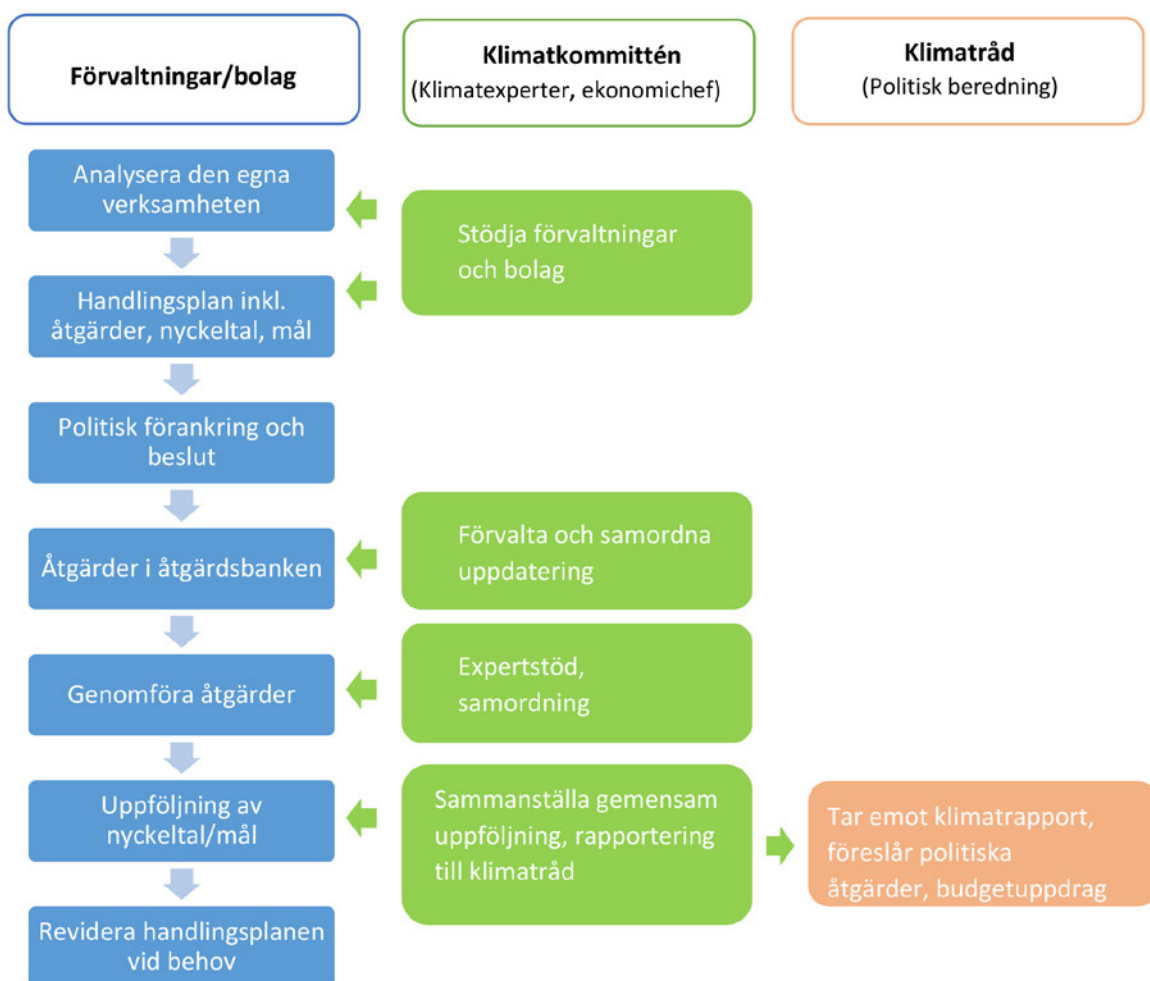 Förvaltningar/bolag
Klimatkommittén
(Klimatexperter, ekonomichef)
Klimatråd
(Politisk beredning)
Analysera den egna
verksamheten
Handlingsplan inkl.
åtgärder, nyckeltal, mål
Politisk förankring och
beslut
Åtgärder i åtgärdsbanken
Genomföra åtgärder
Uppföljning av
nyckeltal/mål
Revidera handlingsplanen
vid behov
Stödja förvaltningar
och bolag
Förvalta och samordna
uppdatering
Expertstöd,
samordning
Sammanställa gemensam
uppföljning, rapportering
till klimatråd
Tar emot klimatrapport,
föreslår politiska
åtgärder, budgetuppdrag